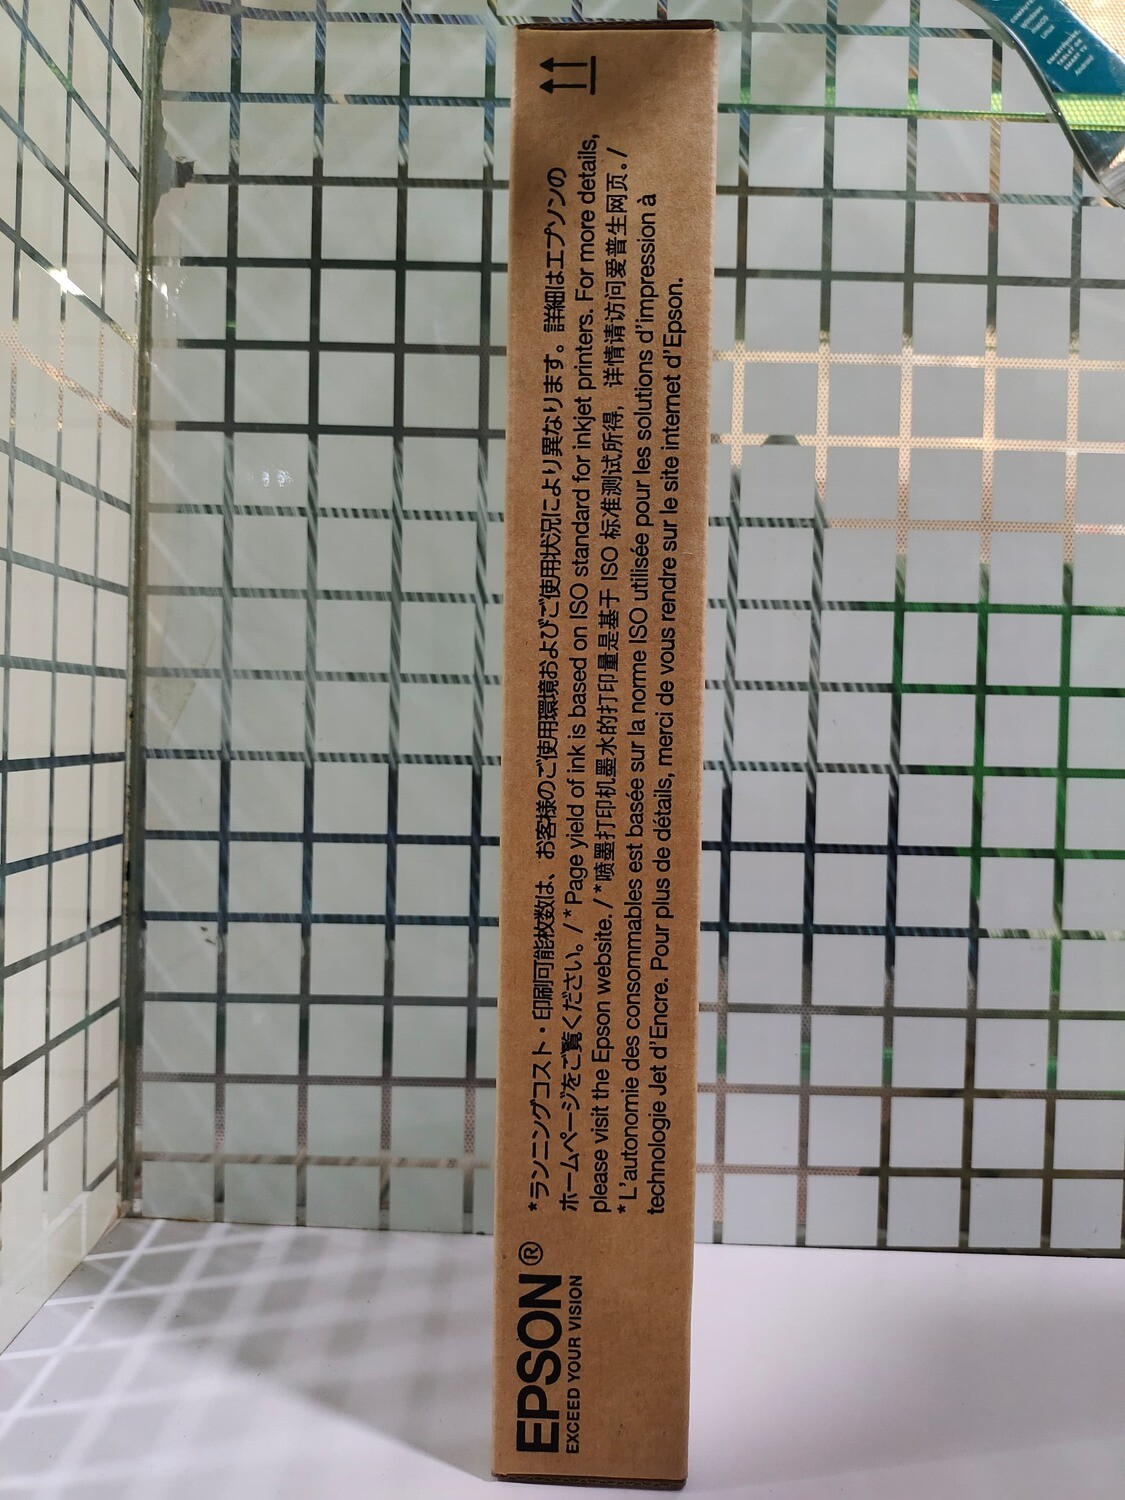 EPSON®
EXCEED YOUR VISION
*ランニングコスト・印刷可能枚数は、お客様のご使用環境およびご使用状況により異なります。詳細はエプソンの
ホームページをご覧ください。/ * Page yield of ink is based on ISO standard for inkjet printers. For more details,
please visit the Epson website. / *喷墨打印机墨水的打印量是基于 ISO 标准测试所得，详情请访问爱普生网页。/
* L'autonomie des consommables est basée sur la norme ISO utilisée pour les solutions d'impression à
technologie Jet d'Encre. Pour plus de détails, merci de vous rendre sur le site internet d'Epson.